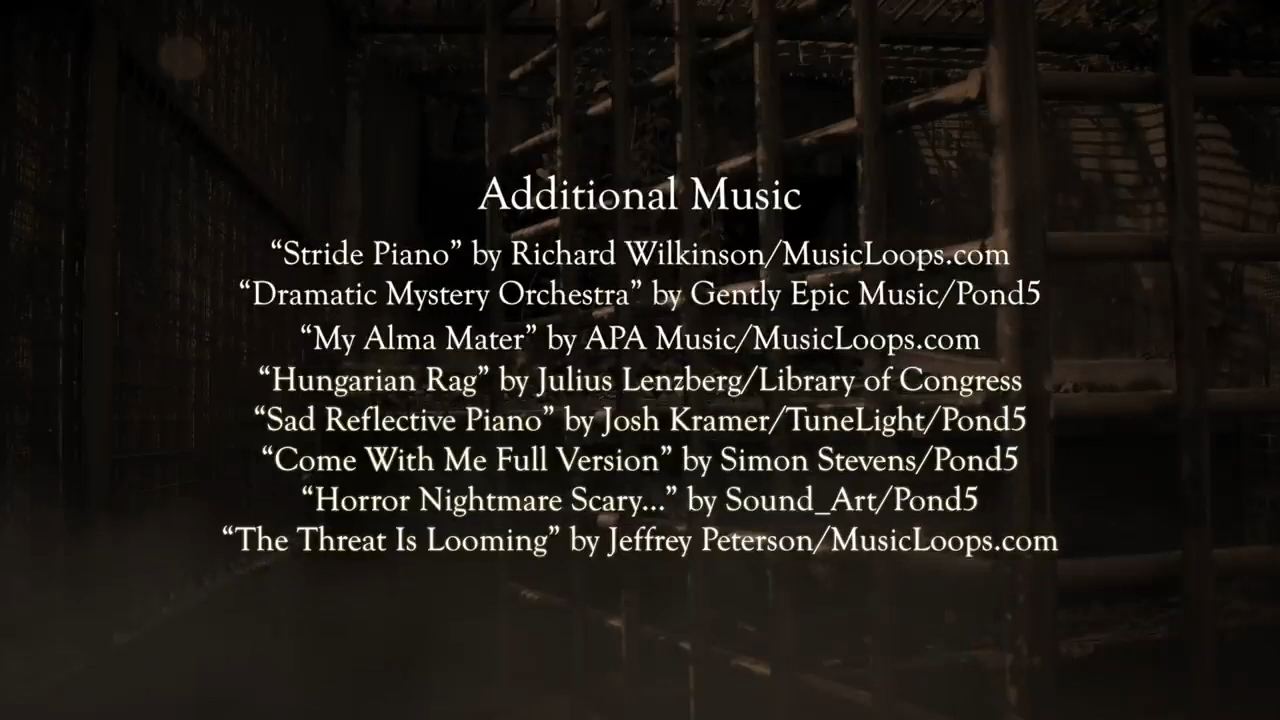 Additional Music
“Stride Piano” by Richard Wilkinson/MusicLoops.com
“Dramatic Mystery Orchestra” by Gently Epic Music/Pond5
“My Alma Mater” by APA Music/MusicLoops.com
“Hungarian Rag” by Julius Lenzberg/Library of Congress
“Sad Reflective Piano” by Josh Kramer/TuneLight/Pond5
“Come With Me Full Version” by Simon Stevens/Pond5
“Horror Nightmare Scary...” by Sound_Art/Pond5
“The Threat Is Looming” by Jeffrey Peterson/MusicLoops.com